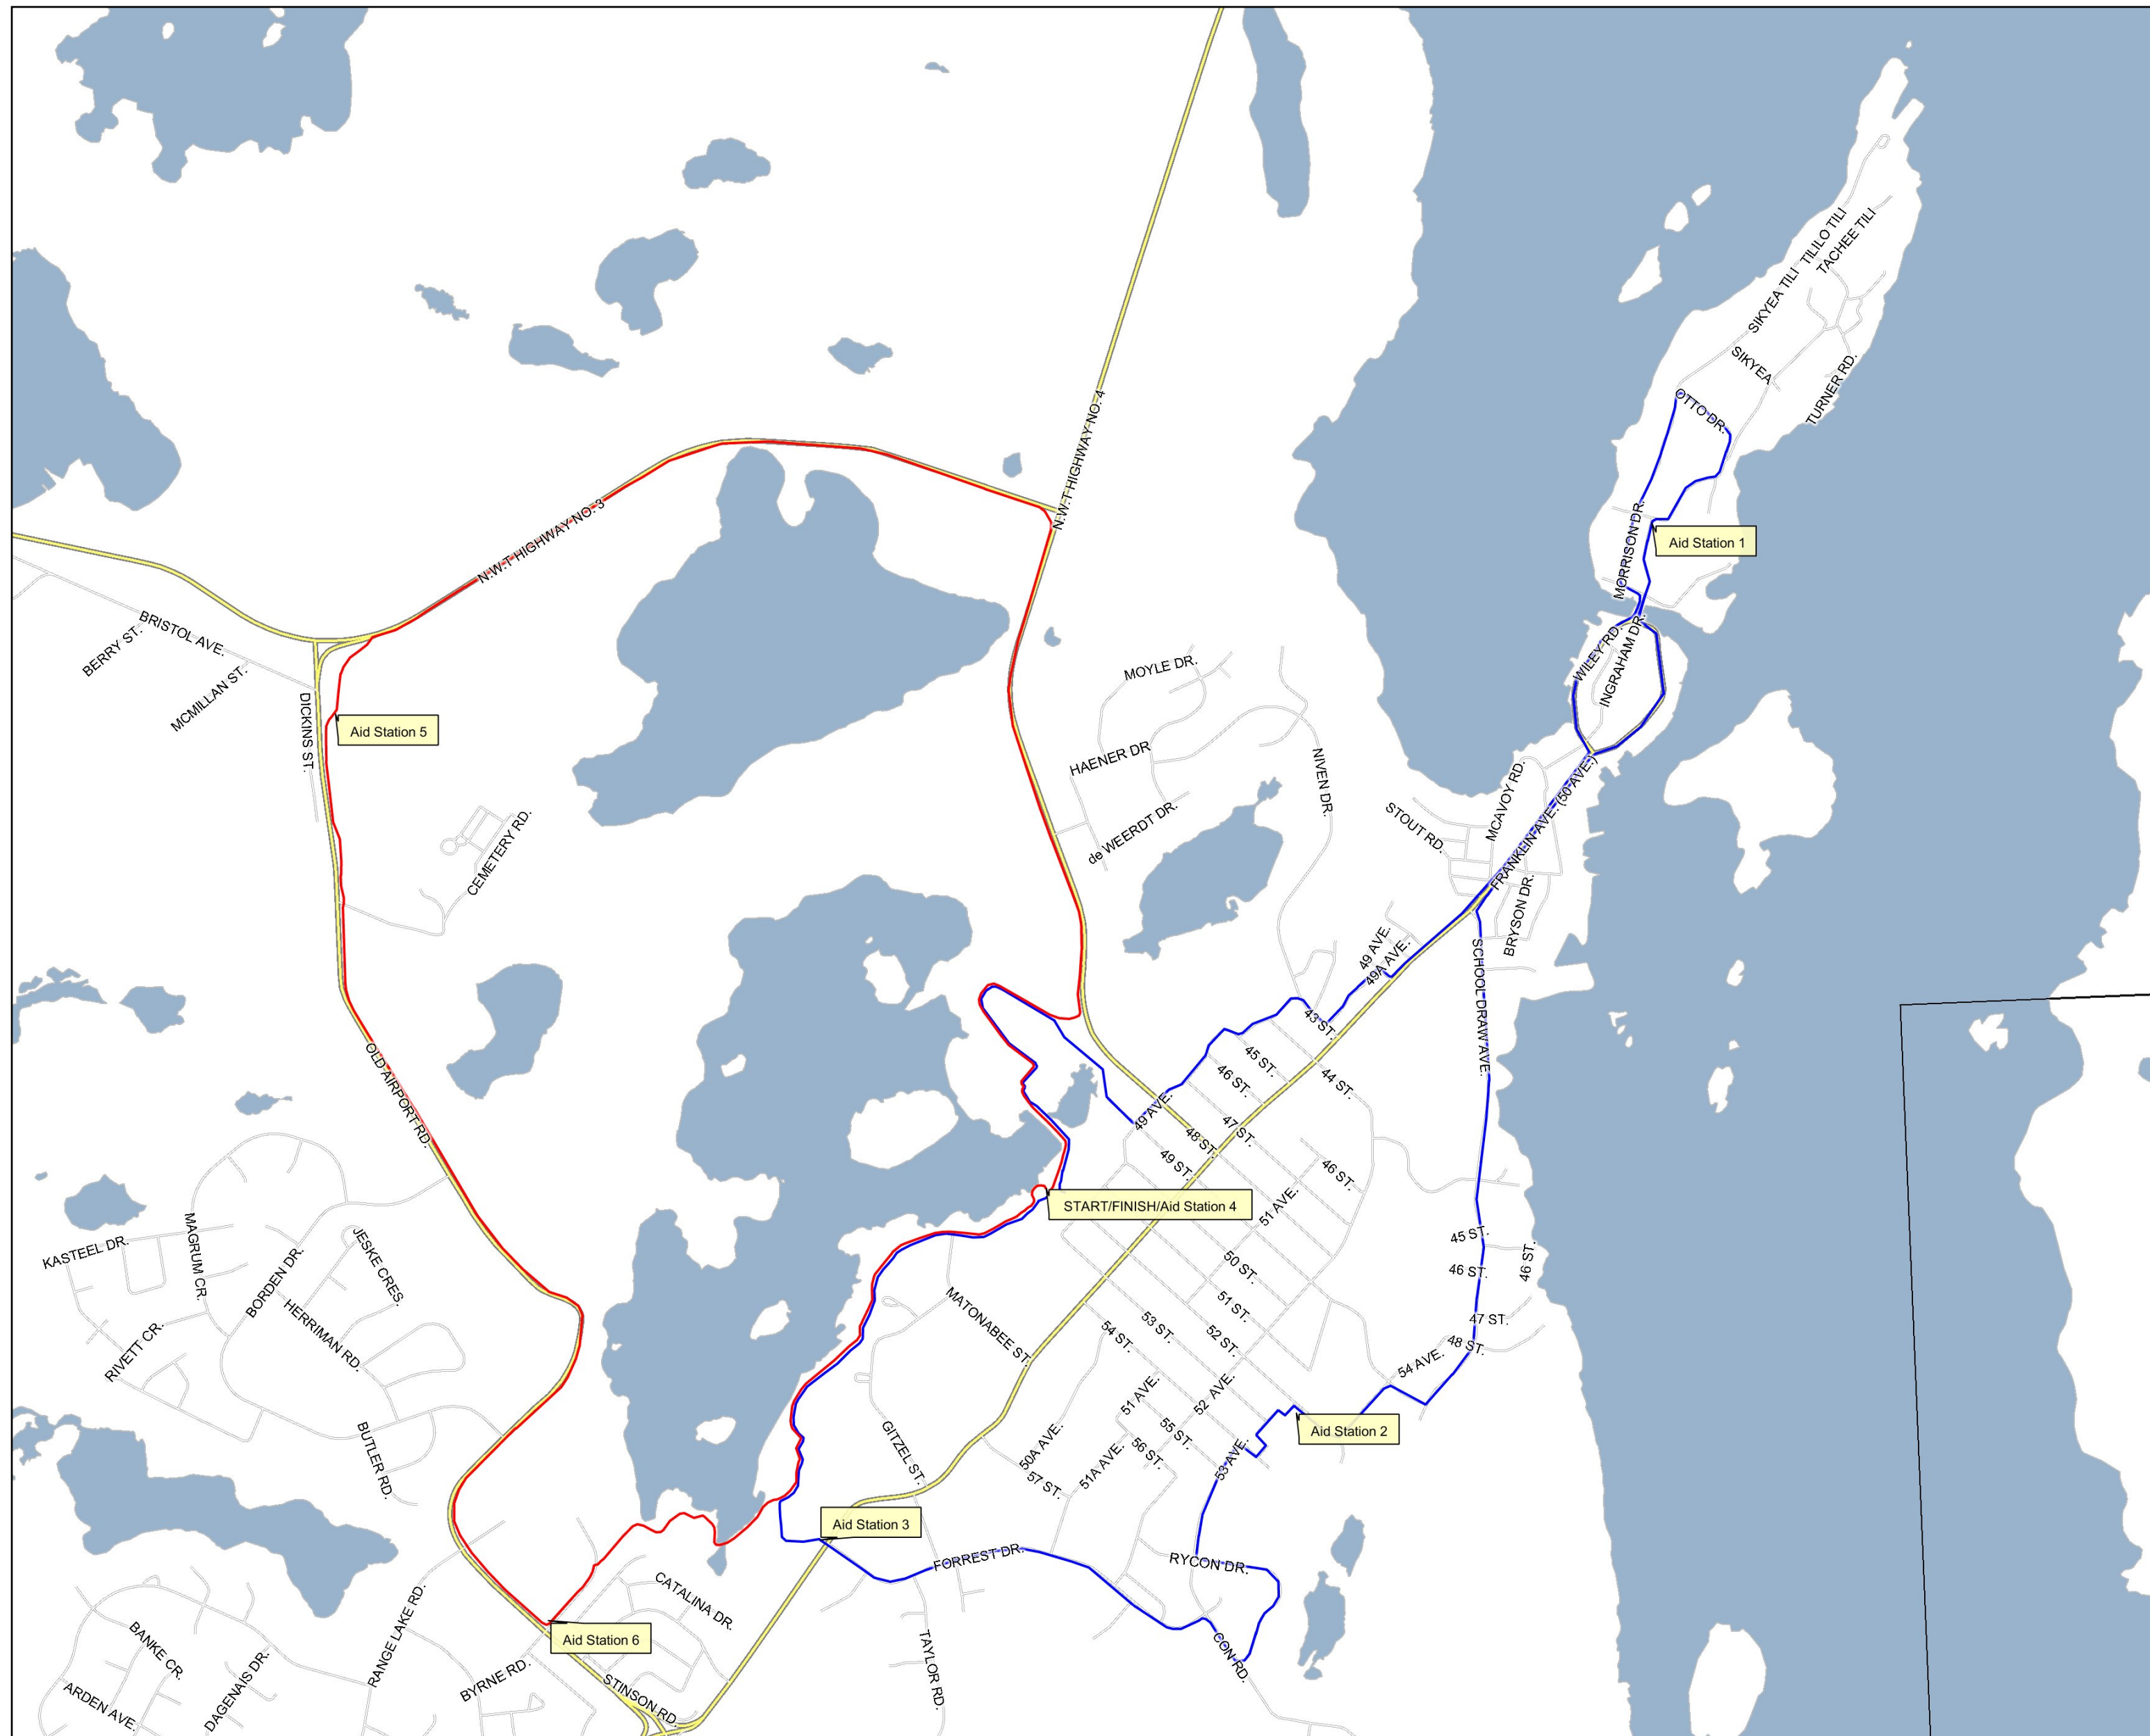 TILILO TILI
TACHEE TILI
SIKYEA TILI
SIKYEA
TURNER RD.
OTTO DR.
N.W.T HIGHWAY NO. 4
N.W.T HIGHWAY NO. 3
Aid Station 1
MORRISON DR.
WILEY RD.
INGRAHAM DR.
BRISTOL AVE.
BERRY ST.
MCMILLAN ST.
DICKINS ST.
Aid Station 5
MOYLE DR.
HAENER DR
NIVEN DR.
de WEERDT DR.
STOUT RD.
MCAVOY RD.
FRANKLIN AVE. (50 AVE.)
BRYSON DR.
CEMETERY RD.
49 AVE.
49A AVE.
SCHOOL DRAW AVE.
43 ST.
OLD AIRPORT RD.
45 ST.
44 ST.
46 ST.
49 AVE.
48 ST.
47 ST.
49 ST.
46 ST.
START/FINISH/Aid Station 4
51 AVE.
45 ST.
46 ST.
46 ST.
KASTEEL DR.
MAGRUM CR.
BORDEN DR.
JESKE CRES.
HERRIMAN RD.
RIVETT CR.
50 ST.
51 ST.
52 ST.
53 ST.
54 ST.
MATONABEE ST.
47 ST.
48 ST.
54 AVE.
51 AVE.
52 AVE.
55 ST.
56 ST.
Aid Station 2
BUTLER RD.
GITZEL ST.
50A AVE.
57 ST.
51A AVE.
53 AVE.
Aid Station 3
FORREST DR.
RYCON DR.
CATALINA DR.
RANGE LAKE RD.
Aid Station 6
BANKE CR.
TAYLOR RD.
CON RD.
BYRNE RD.
STINSON RD.
ARDEN AVE.
DAGENAIS DR.